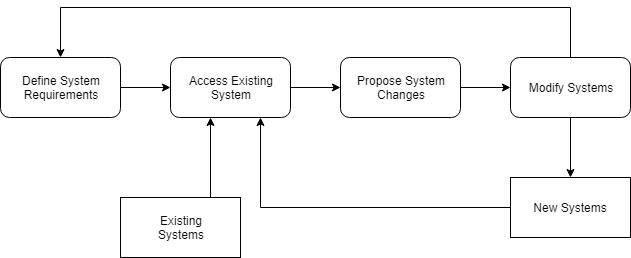 Define System
Requirements
Access Existing
System
Propose System
Changes
Modify Systems
Existing
Systems
New Systems